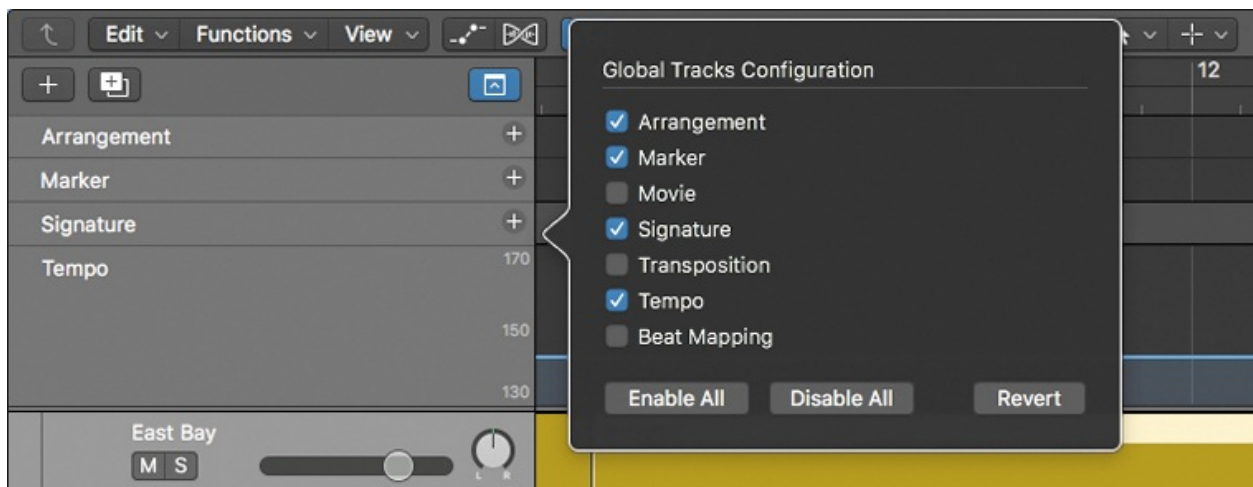 Edit Functions View
12
Global Tracks Configuration
Arrangement
Marker
Signature
Tempo
170
150
130
Arrangement
Marker
Movie
Signature
Transposition
Tempo
Beat Mapping
Enable All Disable All Revert
East Bay
M S
L R